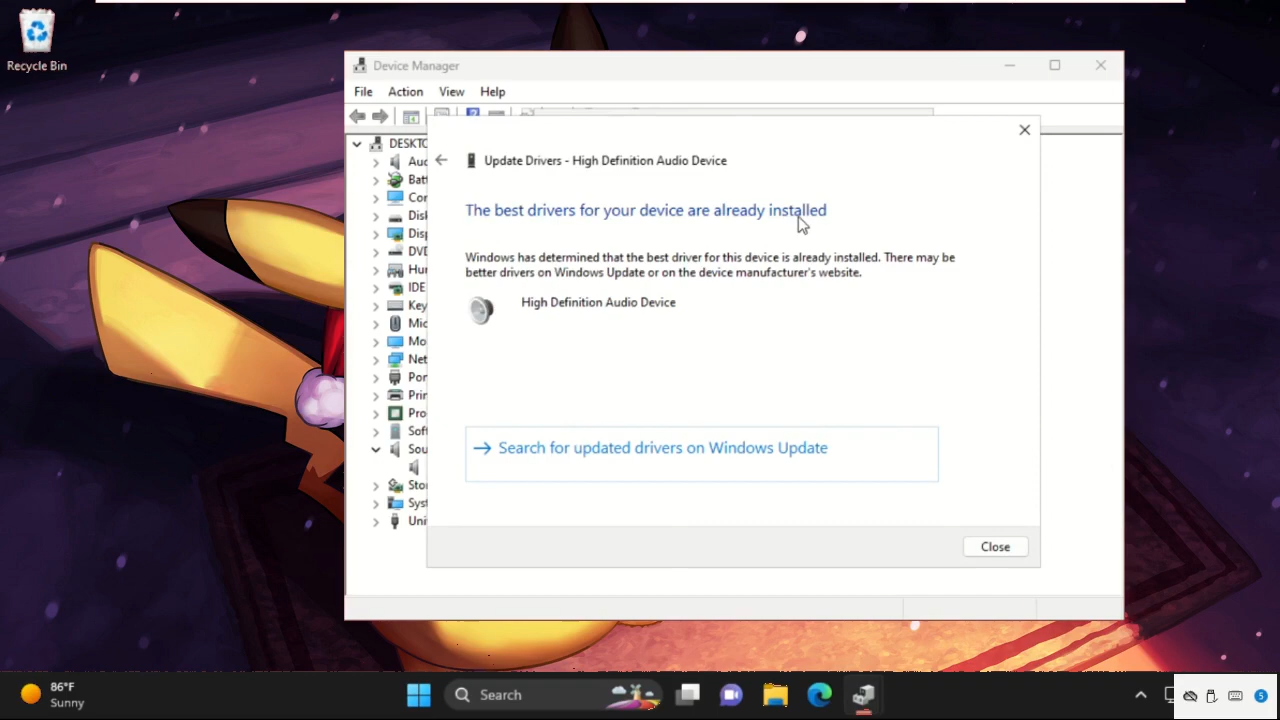 Recycle Bin
Device Manager
File Action View Help
Update Drivers - High Definition Audio Device
The best drivers for your device are already installed
Windows has determined that the best driver for this device is already installed. There may be
better drivers on Windows Update or on the device manufacturer's website.
High Definition Audio Device
Search for updated drivers on Windows Update
Close
DESKTO
Aud
Batt
Cor
Disk
Disp
DVD
Hur
IDE
Key
Mic
Mo
Net
Por
Prin
Pro
Soft
Sou
Stor
Syst
Uni
86°F
Sunny
Search
5